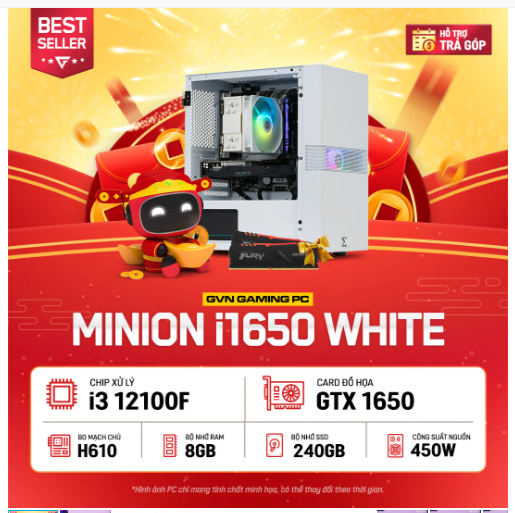 BEST
SELLER
HỖ TRỢ
TRẢ GÓP
FURY
GVN GAMING PC
MINION i1650 WHITE
CHIP XỬ LÝ
i3 12100F
CARD ĐỒ HỌA
GTX 1650
BO MẠCH CHỦ
H610
BỘ NHỚ RAM
8GB
BỘ NHỚ SSD
240GB
CÔNG SUẤT NGUỒN
450W
*Hình ảnh PC chỉ mang tính chất minh họa, có thể thay đổi theo thời gian.